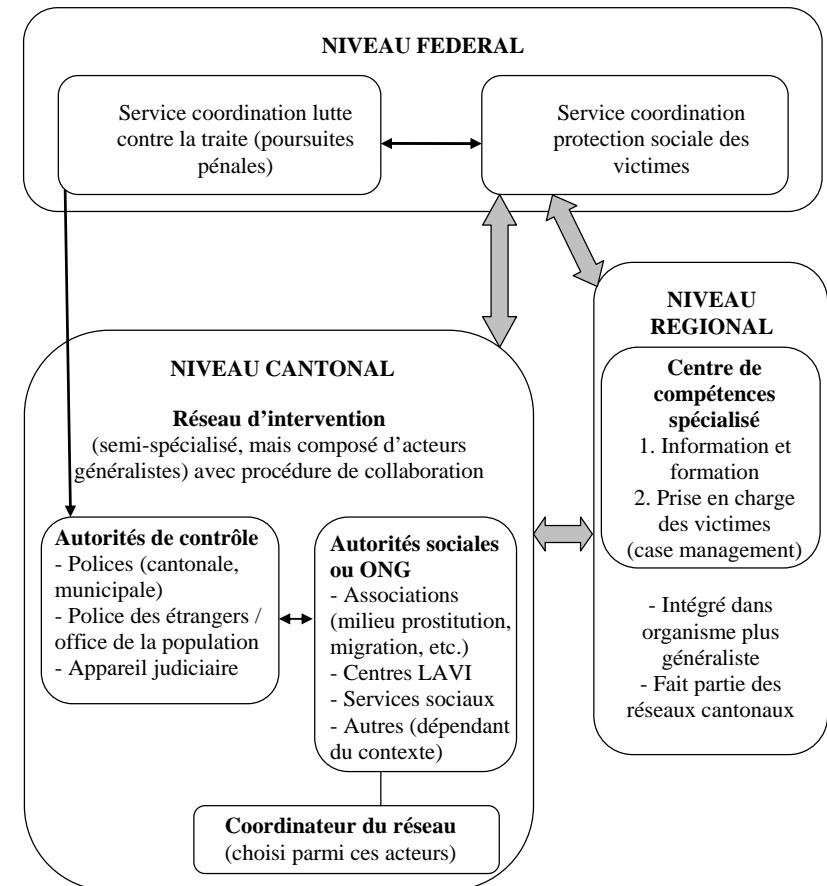 NIVEAU FEDERAL
Service coordination lutte
contre la traite (poursuites
pénales)
Service coordination
protection sociale des
victimes
NIVEAU CANTONAL
Réseau d’intervention
(semi-spécialisé, mais composé d’acteurs
généralistes) avec procédure de collaboration
Autorités de contrôle
- Polices (cantonale,
municipale)
- Police des étrangers /
office de la population
- Appareil judiciaire
Autorités sociales
ou ONG
- Associations
(milieu prostitution,
migration, etc.)
- Centres LAVI
- Services sociaux
- Autres (dépendant
du contexte)
Coordinateur du réseau
(choisi parmi ces acteurs)
NIVEAU
REGIONAL
Centre de
compétences
spécialisé
1. Information et
formation
2. Prise en charge
des victimes
(case management)
- Intégré dans
organisme plus
généraliste
- Fait partie des
réseaux cantonaux